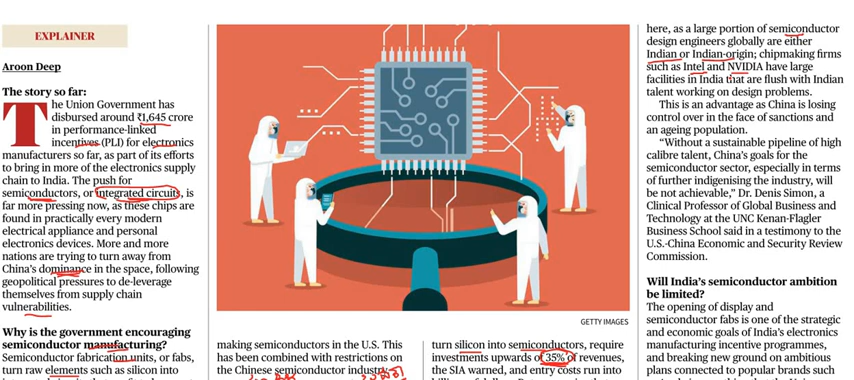 EXPLAINER
Aroon Deep
The story so far:
The Union Government has
disbursed around ₹1,645 crore
in performance-linked
incentives (PLI) for electronics
manufacturers so far, as part of its efforts
to bring in more of the electronics supply
chain to India. The push for
semiconductors, or integrated circuits, is
far more pressing now, as these chips are
found in practically every modern
electrical appliance and personal
electronics devices. More and more
nations are trying to turn away from
China's dominance in the space, following
geopolitical pressures to de-leverage
themselves from supply chain
vulnerabilities.
Why is the government encouraging
semiconductor manufacturing?
Semiconductor fabrication units, or fabs,
turn raw elements such as silicon into
GETTY IMAGES
making semiconductors in the U.S. This
has been combined with restrictions on
the Chinese semiconductor industry
turn silicon into semiconductors, require
investments upwards of 35% of revenues,
the SIA warned, and entry costs run into
here, as a large portion of semiconductor
design engineers globally are either
Indian or Indian-origin; chipmaking firms
such as Intel and NVIDIA have large
facilities in India that are flush with Indian
talent working on design problems.
This is an advantage as China is losing
control over in the face of sanctions and
an ageing population.
"Without a sustainable pipeline of high
calibre talent, China's goals for the
semiconductor sector, especially in terms
of further indigenising the industry, will
be not achievable," Dr. Denis Simon, a
Clinical Professor of Global Business and
Technology at the UNC Kenan-Flagler
Business School said in a testimony to the
U.S.-China Economic and Security Review
Commission.
Will India's semiconductor ambition
be limited?
The opening of display and
semiconductor fabs is one of the strategic
and economic goals of India's electronics
manufacturing incentive programmes,
and breaking new ground on ambitious
plans connected to popular brands such